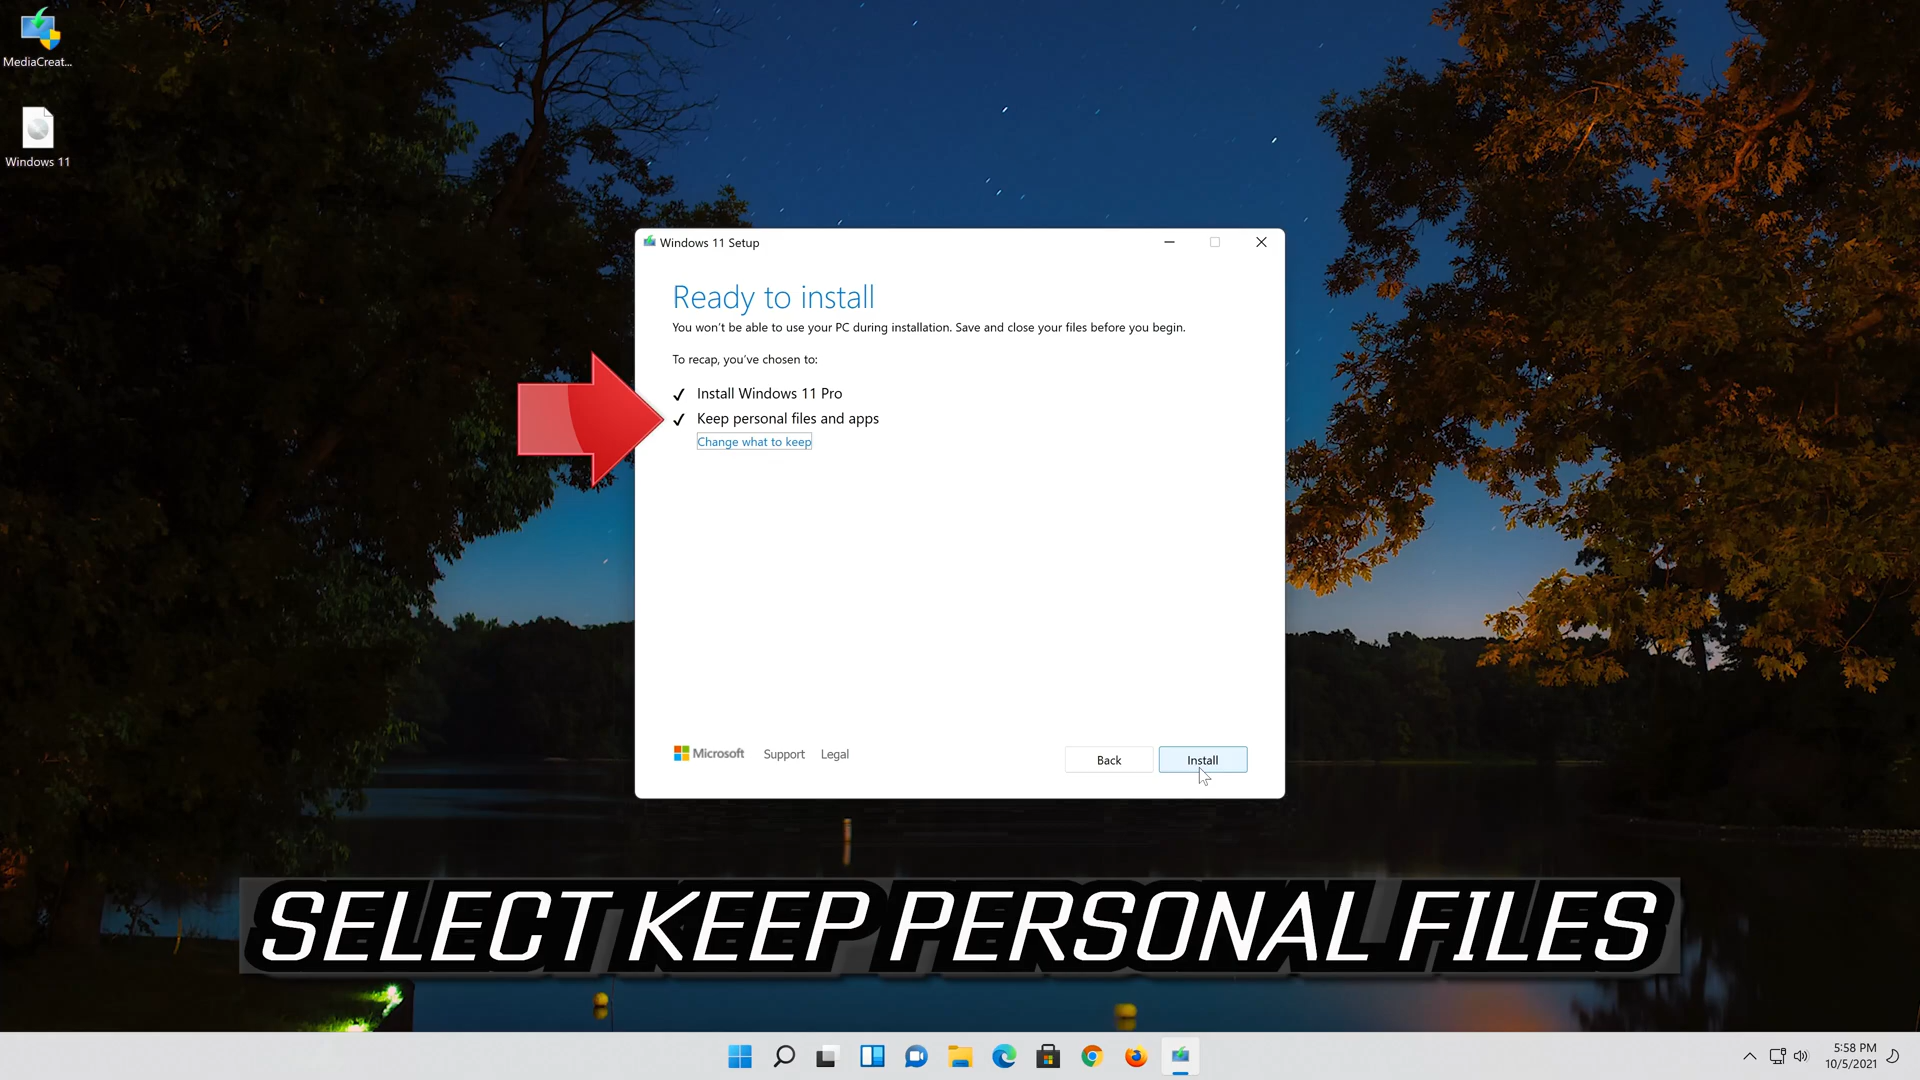 MediaCreat...
Windows 11
Windows 11 Setup
Ready to install
You won't be able to use your PC during installation. Save and close your files before you begin.
To recap, you've chosen to:
Install Windows 11 Pro
Keep personal files and apps
Change what to keep
Microsoft Support Legal
Back Install
SELECT KEEP PERSONAL FILES
5:58 PM
10/5/2021